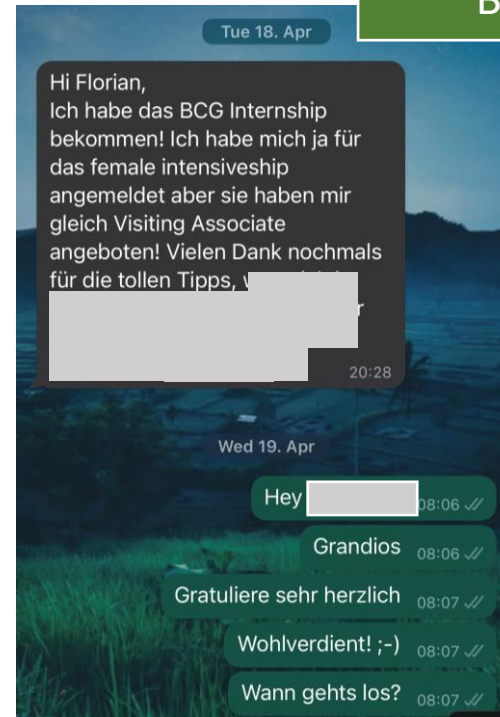 B
Tue 18. Apr
Hi Florian,
Ich habe das BCG Internship
bekommen! Ich habe mich ja für
das female intensiveship
angemeldet aber sie haben mir
gleich Visiting Associate
angeboten! Vielen Dank nochmals
für die tollen Tipps,
20:28
Wed 19. Apr
Hey 08:06
Grandios 08:06
Gratuliere sehr herzlich 08:07
Wohlverdient! ;-) 08:07
Wann gehts los? 08:07